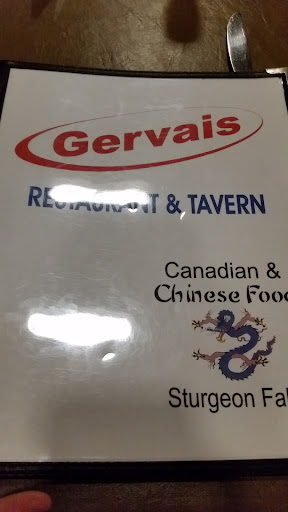 Gervais
RESTAURANT & TAVERN
Canadian &
Chinese Food
Sturgeon Fal